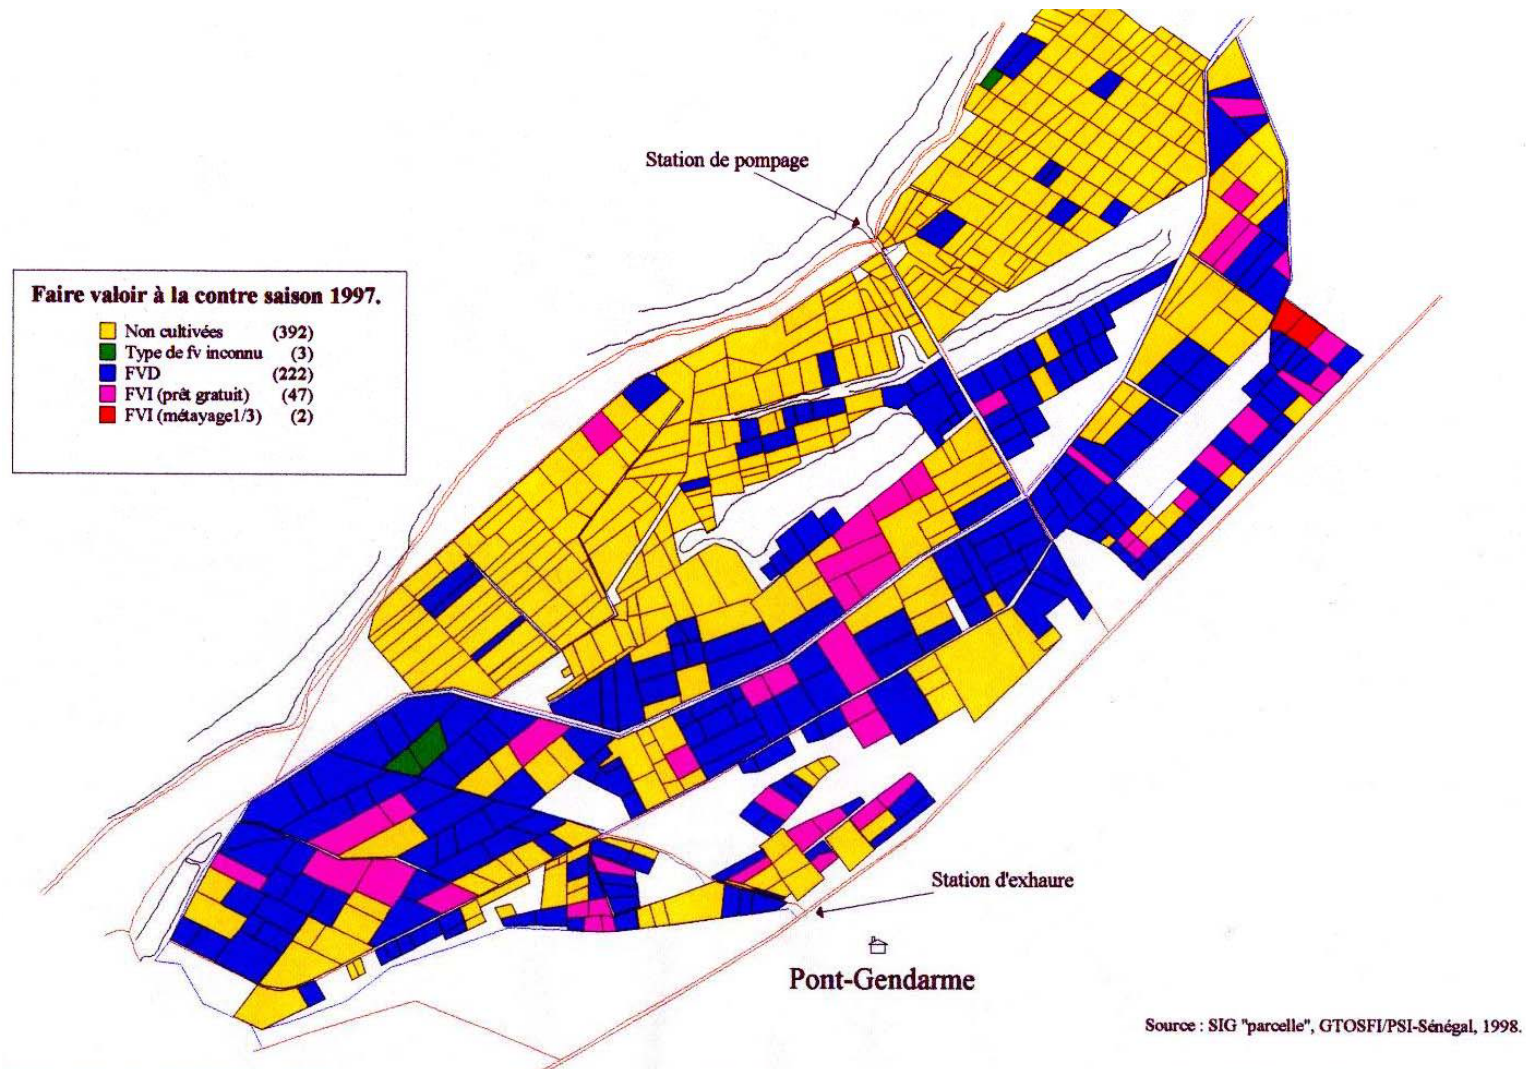 Station de pompage
Faire valoir à la contre saison 1997.
Non cultivées (392)
Type de fv inconnu (3)
FVD (222)
FVI (prêt gratuit) (47)
FVI (métayage1/3) (2)
Station d'exhaure
Pont-Gendarme
Source : SIG "parcelle", GTOSFI/PSI-Sénégal, 1998.